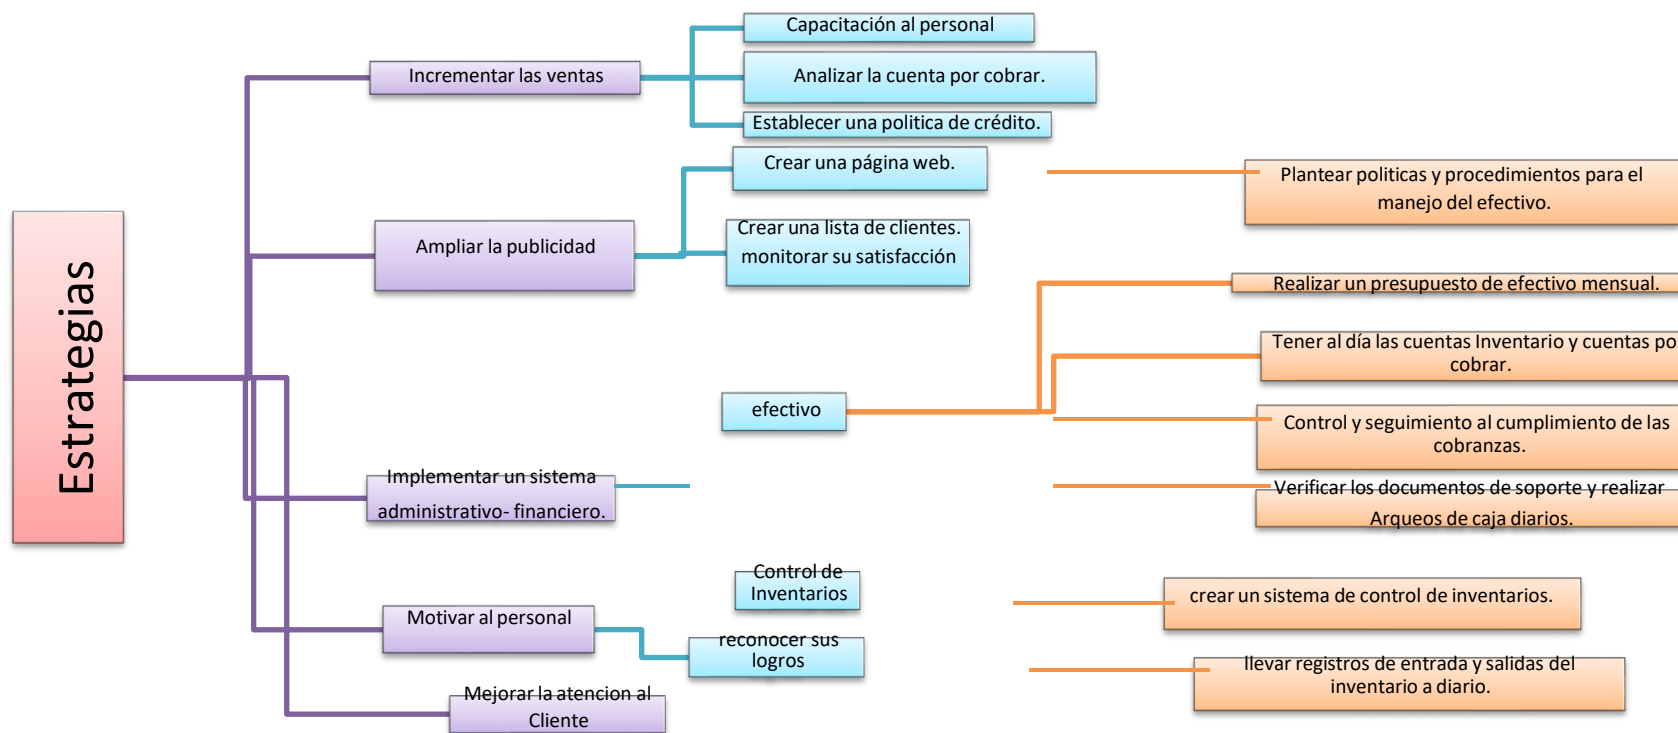 Estrategias
Incrementar las ventas
Capacitación al personal
Analizar la cuenta por cobrar.
Establecer una politica de crédito.
Ampliar la publicidad
Crear una página web.
Crear una lista de clientes.
monitorar su satisfacción
Implementar un sistema
administrativo- financiero.
efectivo
Plantear politicas y procedimientos para el
manejo del efectivo.
Realizar un presupuesto de efectivo mensual.
Tener al día las cuentas Inventario y cuentas po
cobrar.
Control y seguimiento al cumplimiento de las
cobranzas.
Verificar los documentos de soporte y realizar
Arqueos de caja diarios.
Control de
Inventarios
crear un sistema de control de inventarios.
llevar registros de entrada y salidas del
inventario a diario.
Motivar al personal
reconocer sus
logros
Mejorar la atencion al
Cliente